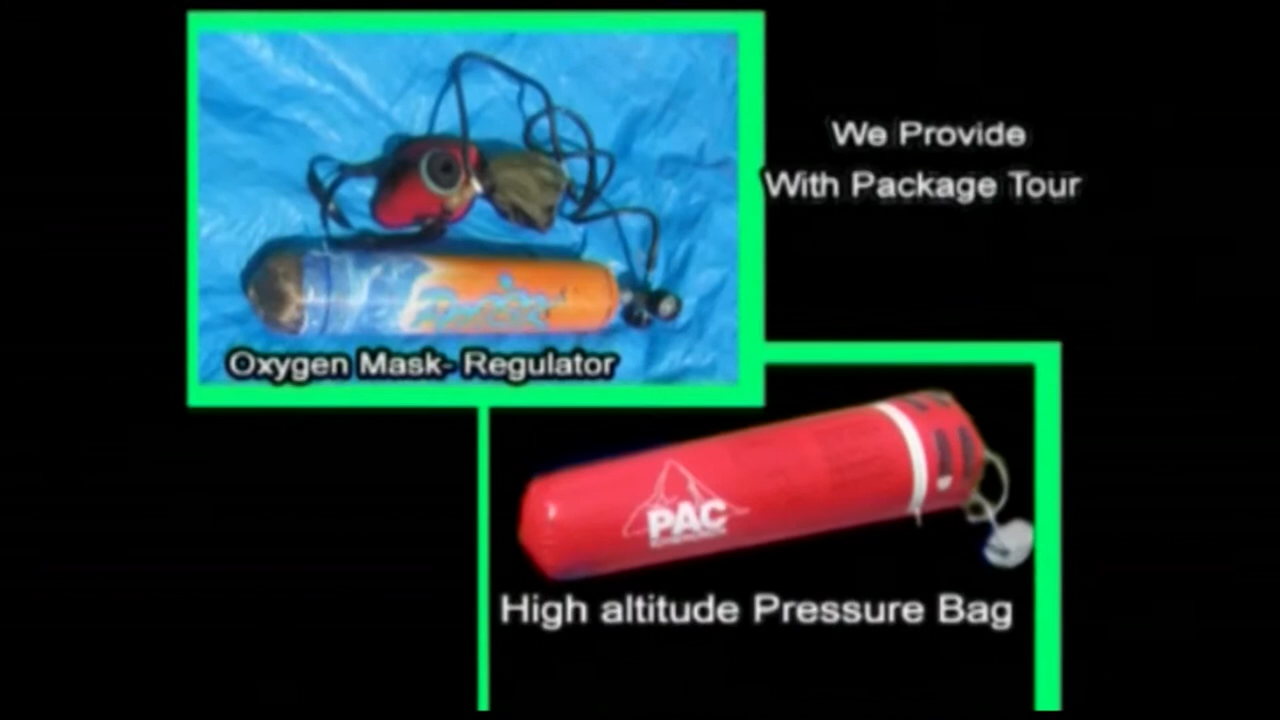 We Provide
With Package Tour
Oxygen Mask- Regulator
PAC
High altitude Pressure Bag